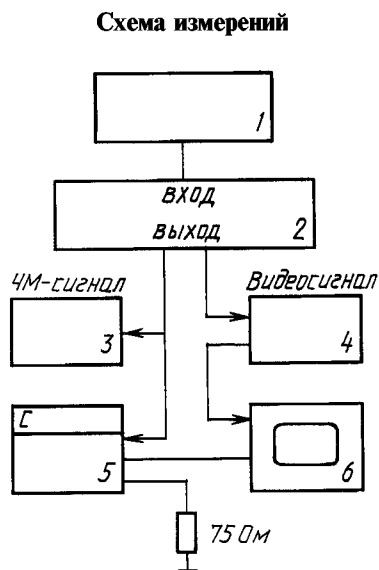 Схема измерений
1
ВХОД
ВЫХОД
2
ЧМ-сигнал
Видеосигнал
3
4
С
5
6
75 Ом